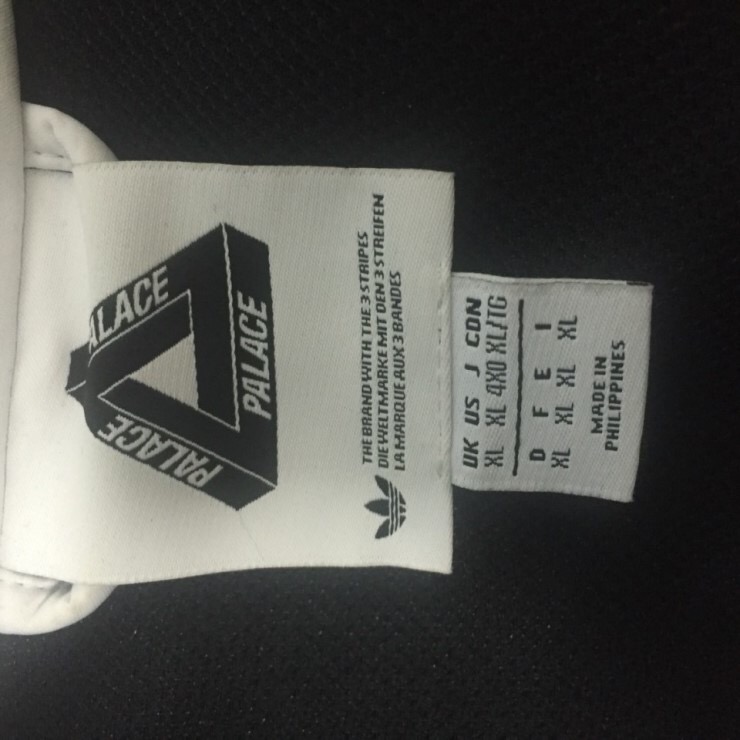 PALACE
PALACE
PALACE
THE BRAND WITH THE 3 STRIPES
DIE WELTMARKE MIT DEN 3 STREIFEN
LA MARQUE AUX 3 BANDES
UK US J CDN
XL XL 4XO XL/TG
D F E I
XL XL XL XL
MADE IN
PHILIPPINES